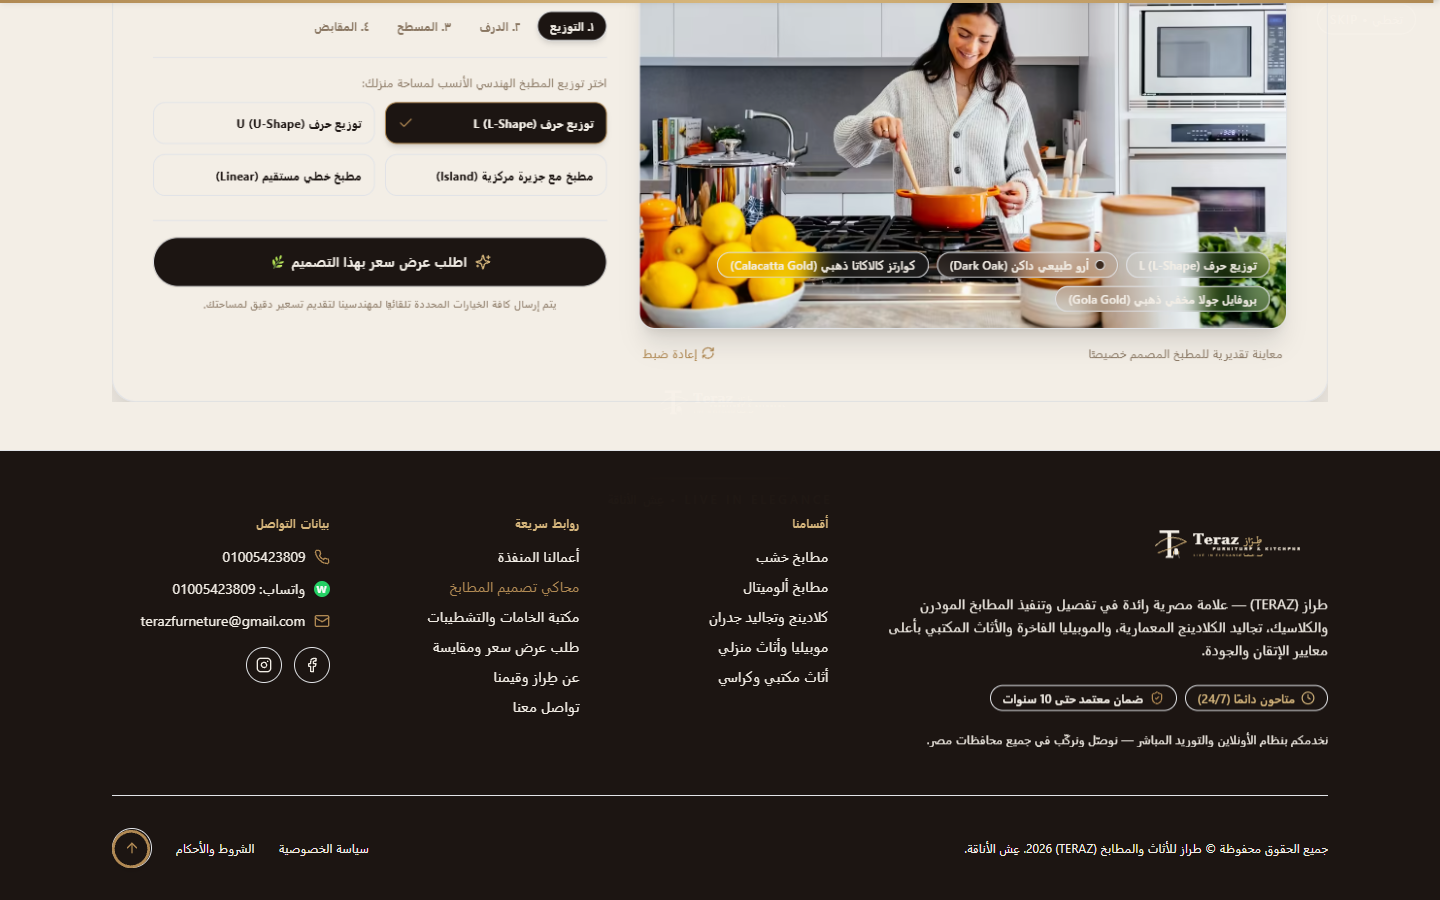 ١. التوزيع
٢. الدرف
٣. المسطح
٤. المقابض
اختر توزيع المطبخ الهندسي الأنسب لمساحة منزلك:
توزيع حرف L (L-Shape)
توزيع حرف U (U-Shape)
مطبخ مع جزيرة مركزية (Island)
مطبخ خطي مستقيم (Linear)
اطلب عرض سعر بهذا التصميم
يتم إرسال كافة الخيارات المحددة تلقائيًا لمهندسينا لتقديم تسعير دقيق لمساحتك.
توزيع حرف L (L-Shape)
أرو طبيعي داكن (Dark Oak)
كوارتز كالاكاتا ذهبي (Calacatta Gold)
بروفايل جولا مخفي ذهبي (Gola Gold)
معاينة تقديرية للمطبخ المصمم خصيصًا
إعادة ضبط
Teraz طراز
FURNITURE & KITCHENS
طراز (TERAZ) — علامة مصرية رائدة في تفصيل وتنفيذ المطابخ المودرن
والكلاسيك، تجاليد الكلادينج المعمارية، والموبيليا الفاخرة والأثاث المكتبي بأعلى
معايير الإتقان والجودة.
متاحون دائمًا (24/7)
ضمان معتمد حتى 10 سنوات
نخدمكم بنظام الأونلاين والتوريد المباشر — نوصّل ونركّب في جميع محافظات مصر.
أقسامنا
مطابخ خشب
مطابخ ألوميتال
كلادينج وتجاليد جدران
موبيليا وأثاث منزلي
أثاث مكتبي وكراسي
روابط سريعة
أعمالنا المنفذة
محاكي تصميم المطابخ
مكتبة الخامات والتشطيبات
طلب عرض سعر ومقايسة
عن طِراز وقيمنا
تواصل معنا
بيانات التواصل
01005423809
واتساب: 01005423809
terazfurneture@gmail.com
جميع الحقوق محفوظة © طراز للأثاث والمطابخ (TERAZ) 2026. عِش الأناقة.
سياسة الخصوصية
الشروط والأحكام